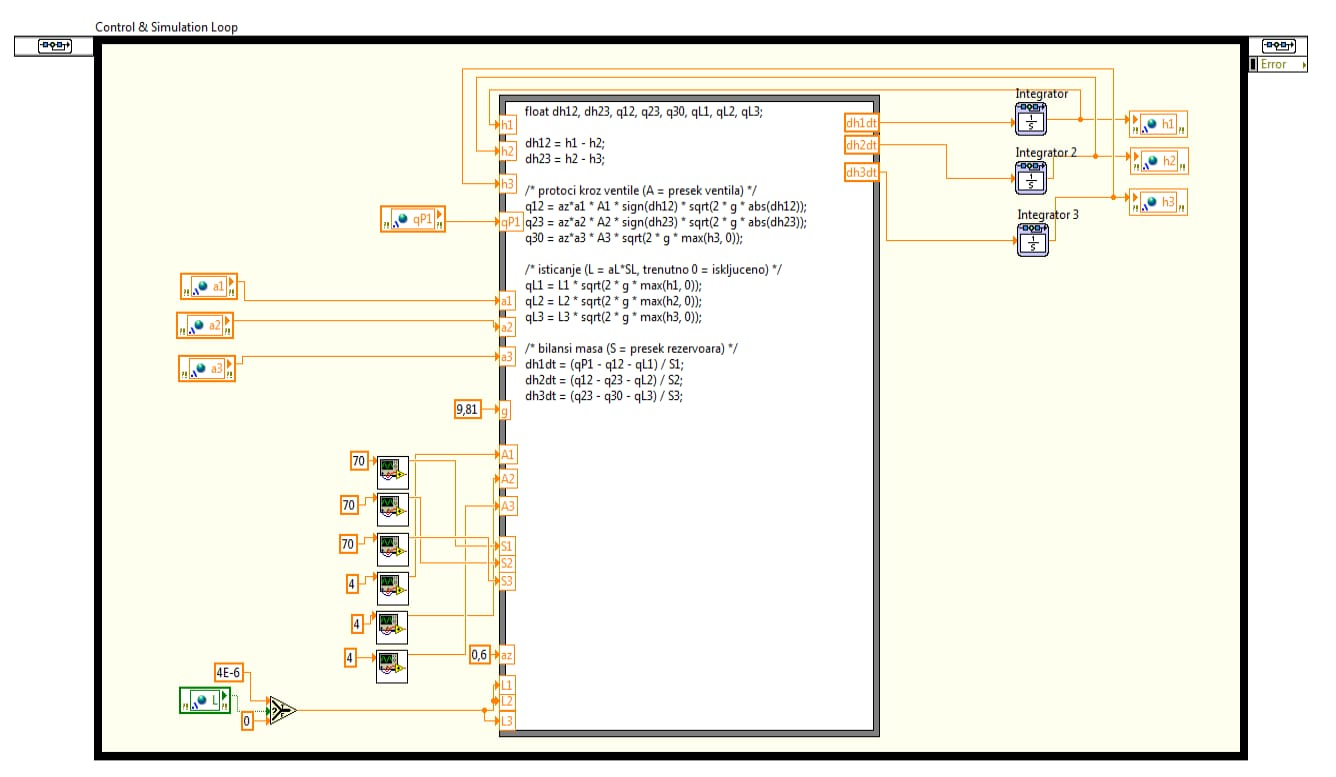 Control & Simulation Loop
Error
float dh12, dh23, q12, q23, q30, qL1, qL2, qL3;
dh12 = h1 - h2;
dh23 = h2 - h3;
/* protoci kroz ventile (A = presek ventila) */
q12 = az*a1 * A1 * sign(dh12) * sqrt(2 * g * abs(dh12));
q23 = az*a2 * A2 * sign(dh23) * sqrt(2 * g * abs(dh23));
q30 = az*a3 * A3 * sqrt(2 * g * max(h3, 0));
/* isticanje (L = aL*SL, trenutno 0 = iskljuceno) */
qL1 = L1 * sqrt(2 * g * max(h1, 0));
qL2 = L2 * sqrt(2 * g * max(h2, 0));
qL3 = L3 * sqrt(2 * g * max(h3, 0));
/* bilansi masa (S = presek rezervoara) */
dh1dt = (qP1 - q12 - qL1) / S1;
dh2dt = (q12 - q23 - qL2) / S2;
dh3dt = (q23 - q30 - qL3) / S3;
h1
h2
h3
qP1
qP1
a1
a1
a2
a2
a3
a3
9,81
g
70
A1
A2
70
A3
70
S1
S2
S3
4
4
4
0,6
az
4E-6
L
0
L1
L2
L3
dh1dt
dh2dt
dh3dt
Integrator
1
s
h1
Integrator 2
1
s
h2
Integrator 3
1
s
h3